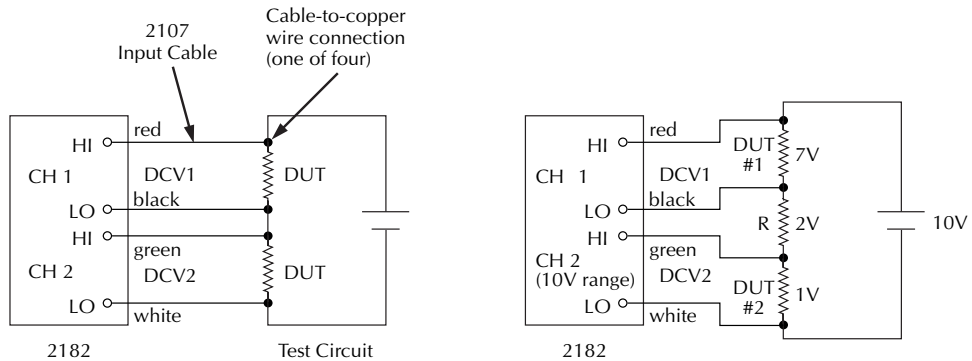 2107
Input Cable
Cable-to-copper
wire connection
(one of four)
HI
red
CH 1
DCV1
DUT
LO
black
HI
green
CH 2
DCV2
DUT
LO
white
2182
Test Circuit
HI
red
DUT
#1
7V
CH 1
DCV1
LO
black
R
2V
10V
HI
green
CH 2
(10V range)
DCV2
DUT
#2
1V
LO
white
2182